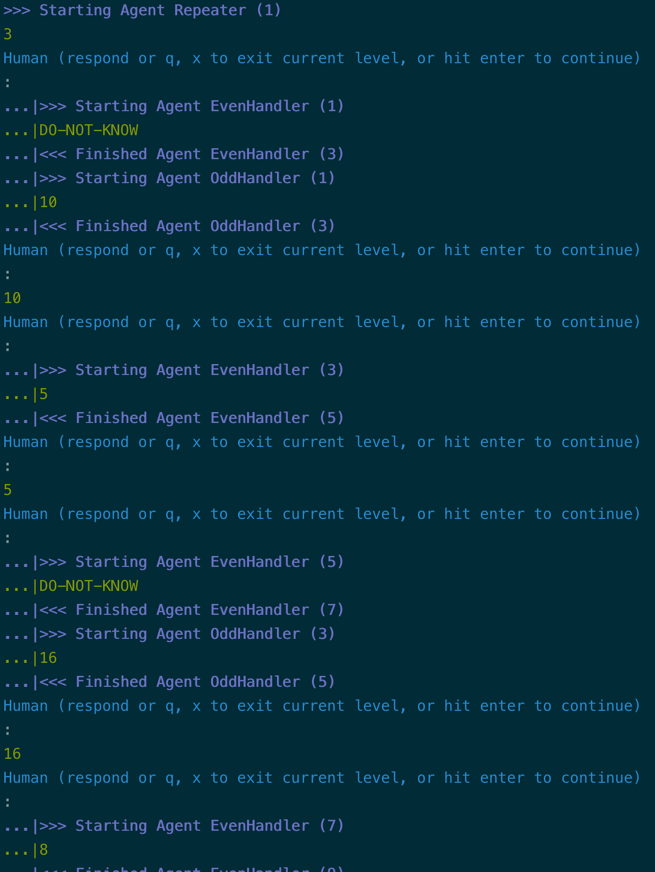 >>> Starting Agent Repeater (1)
3
Human (respond or q, x to exit current level, or hit enter to continue)
:
...|>>> Starting Agent EvenHandler (1)
...|DO-NOT-KNOW
...|<<< Finished Agent EvenHandler (3)
...|>>> Starting Agent OddHandler (1)
...|10
...|<<< Finished Agent OddHandler (3)
Human (respond or q, x to exit current level, or hit enter to continue)
:
10
Human (respond or q, x to exit current level, or hit enter to continue)
:
...|>>> Starting Agent EvenHandler (3)
...|5
...|<<< Finished Agent EvenHandler (5)
Human (respond or q, x to exit current level, or hit enter to continue)
:
5
Human (respond or q, x to exit current level, or hit enter to continue)
:
...|>>> Starting Agent EvenHandler (5)
...|DO-NOT-KNOW
...|<<< Finished Agent EvenHandler (7)
...|>>> Starting Agent OddHandler (3)
...|16
...|<<< Finished Agent OddHandler (5)
Human (respond or q, x to exit current level, or hit enter to continue)
:
16
Human (respond or q, x to exit current level, or hit enter to continue)
:
...|>>> Starting Agent EvenHandler (7)
...|8
...|<<< Finished Agent EvenHandler